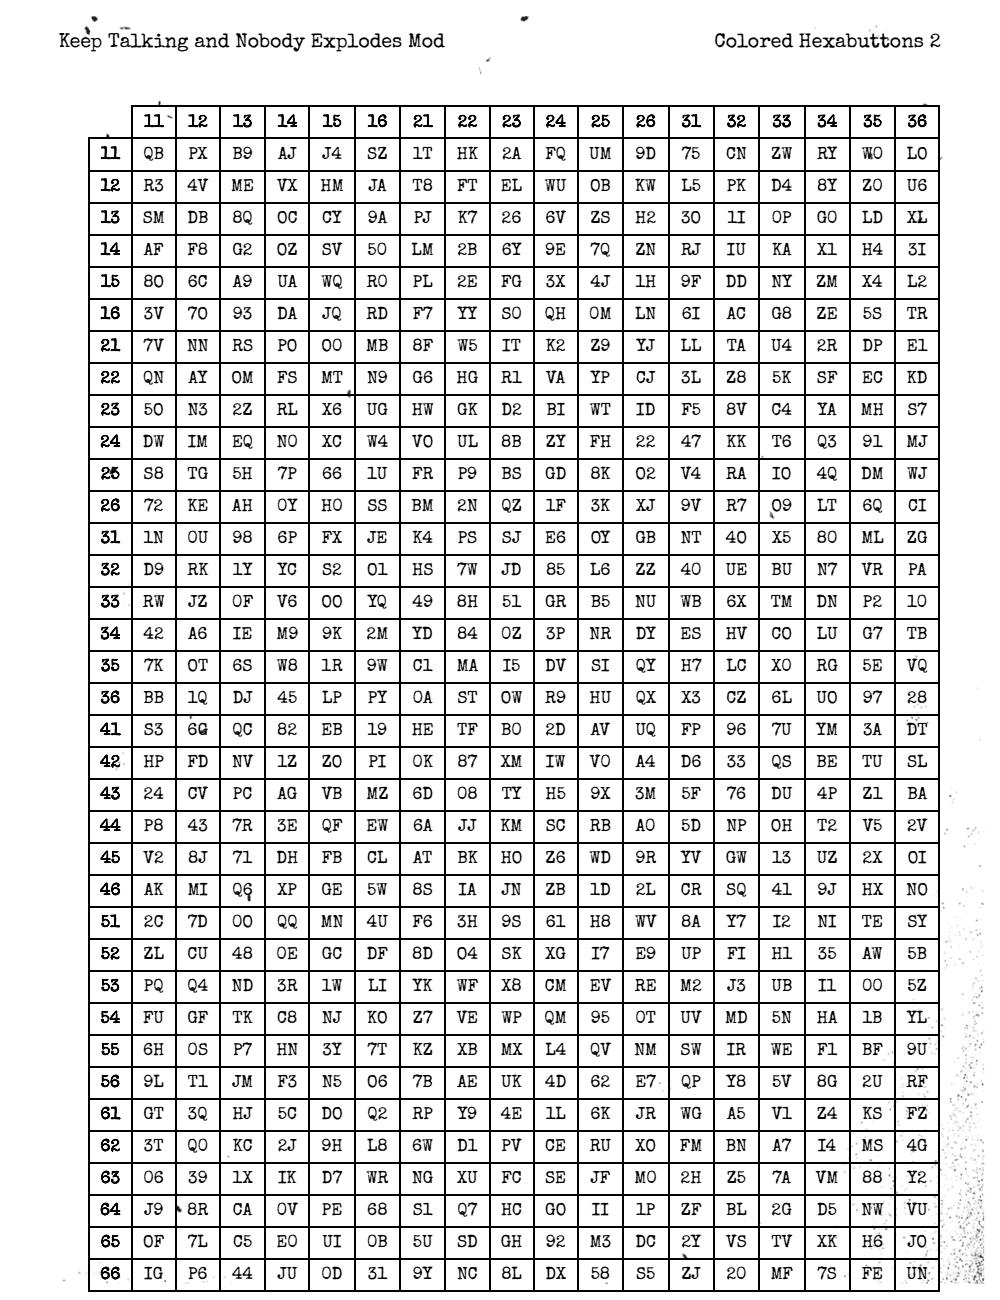 Keep Talking and Nobody Explodes Mod Colored Hexabuttons 2
11 12 13 14 15 16 21 22 23 24 25 26 31 32 33 34 35 36
11 QB PX B9 AJ J4 SZ 1T HK 2A FQ UM 9D 75 CN ZW RY W0 LO
12 R3 4V ME VX HM JA T8 FT EL WU OB KW L5 PK D4 8Y ZO U6
13 SM DB 8Q OC CY 9A PJ K7 26 6V ZS H2 30 1I OP GO LD XL
14 AF F8 G2 OZ SV 50 LM 2B 6Y 9E 7Q ZN RJ IU KA X1 H4 3I
15 80 6C A9 UA WQ R0 PL 2E FG 3X 4J 1H 9F DD NY ZM X4 L2
16 3V 70 93 DA JQ RD F7 YY SO QH OM LN 6I AC G8 ZE 5S TR
21 7V NN RS PO 00 MB 8F W5 IT K2 Z9 YJ LL TA U4 2R DP E1
22 QN AY OM FS MT N9 G6 HG R1 VA YP CJ 3L Z8 5K SF EC KD
23 50 N3 2Z RL X6 UG HW GK D2 BI WT ID F5 8V C4 YA MH S7
24 DW IM EQ NO XC W4 VO UL 8B ZY FH 22 47 KK T6 Q3 91 MJ
25 S8 TG 5H 7P 66 1U FR P9 BS GD 8K 02 V4 RA IO 4Q DM WJ
26 72 KE AH OY HO SS BM 2N QZ 1F 3K XJ 9V R7 09 LT 6Q CI
31 1N OU 98 6P FX JE K4 PS SJ E6 OY GB NT 40 X5 80 ML ZG
32 D9 RK 1Y YC S2 01 HS 7W JD 85 L6 ZZ 40 UE BU N7 VR PA
33 RW JZ OF V6 00 YQ 49 8H 51 GR B5 NU WB 6X TM DN P2 10
34 42 A6 IE M9 9K 2M YD 84 OZ 3P NR DY ES HV CO LU G7 TB
35 7K OT 6S W8 1R 9W C1 MA I5 DV SI QY H7 LC XO RG 5E VQ
36 BB 1Q DJ 45 LP PY 0A ST OW R9 HU QX X3 CZ 6L UO 97 28
41 S3 6G QC 82 EB 19 HE TF BO 2D AV UQ FP 96 7U YM 3A DT
42 HP FD NV 1Z ZO PI OK 87 XM IW VO A4 D6 33 QS BE TU SL
43 24 CV PC AG VB MZ 6D 08 TY H5 9X 3M 5F 76 DU 4P Z1 BA
44 P8 43 7R 3E QF EW 6A JJ KM SC RB A0 5D NP OH T2 V5 2V
45 V2 8J 71 DH FB CL AT BK HO Z6 WD 9R YV GW 13 UZ 2X OI
46 AK MI Q6 XP GE 5W 8S IA JN ZB 1D 2L CR SQ 41 9J HX NO
51 2C 7D 00 QQ MN 4U F6 3H 9S 61 H8 WV 8A Y7 I2 NI TE SY
52 ZL CU 48 OE GC DF 8D 04 SK XG I7 E9 UP FI H1 35 AW 5B
53 PQ Q4 ND 3R 1W LI YK WF X8 CM EV RE M2 J3 UB I1 00 5Z
54 FU GF TK C8 NJ KO Z7 VE WP QM 95 OT UV MD 5N HA 1B YL
55 6H OS P7 HN 3Y 7T KZ XB MX L4 QV NM SW IR WE F1 BF 9U
56 9L T1 JM F3 N5 06 7B AE UK 4D 62 E7 QP Y8 5V 8G 2U RF
61 GT 3Q HJ 5C DO Q2 RP Y9 4E 1L 6K JR WG A5 V1 Z4 KS FZ
62 3T QO KC 2J 9H L8 6W D1 PV CE RU XO FM BN A7 I4 MS 4G
63 06 39 1X IK D7 WR NG XU FC SE JF MO 2H Z5 7A VM 88 Y2
64 J9 8R CA OV PE 68 S1 Q7 HC GO II 1P ZF BL 2G D5 NW VU
65 OF 7L C5 EO UI OB 5U SD GH 92 M3 DC 2Y VS TV XK H6 JO
66 IG P6 44 JU OD 31 9Y NC 8L DX 58 S5 ZJ 20 MF 7S FE UN